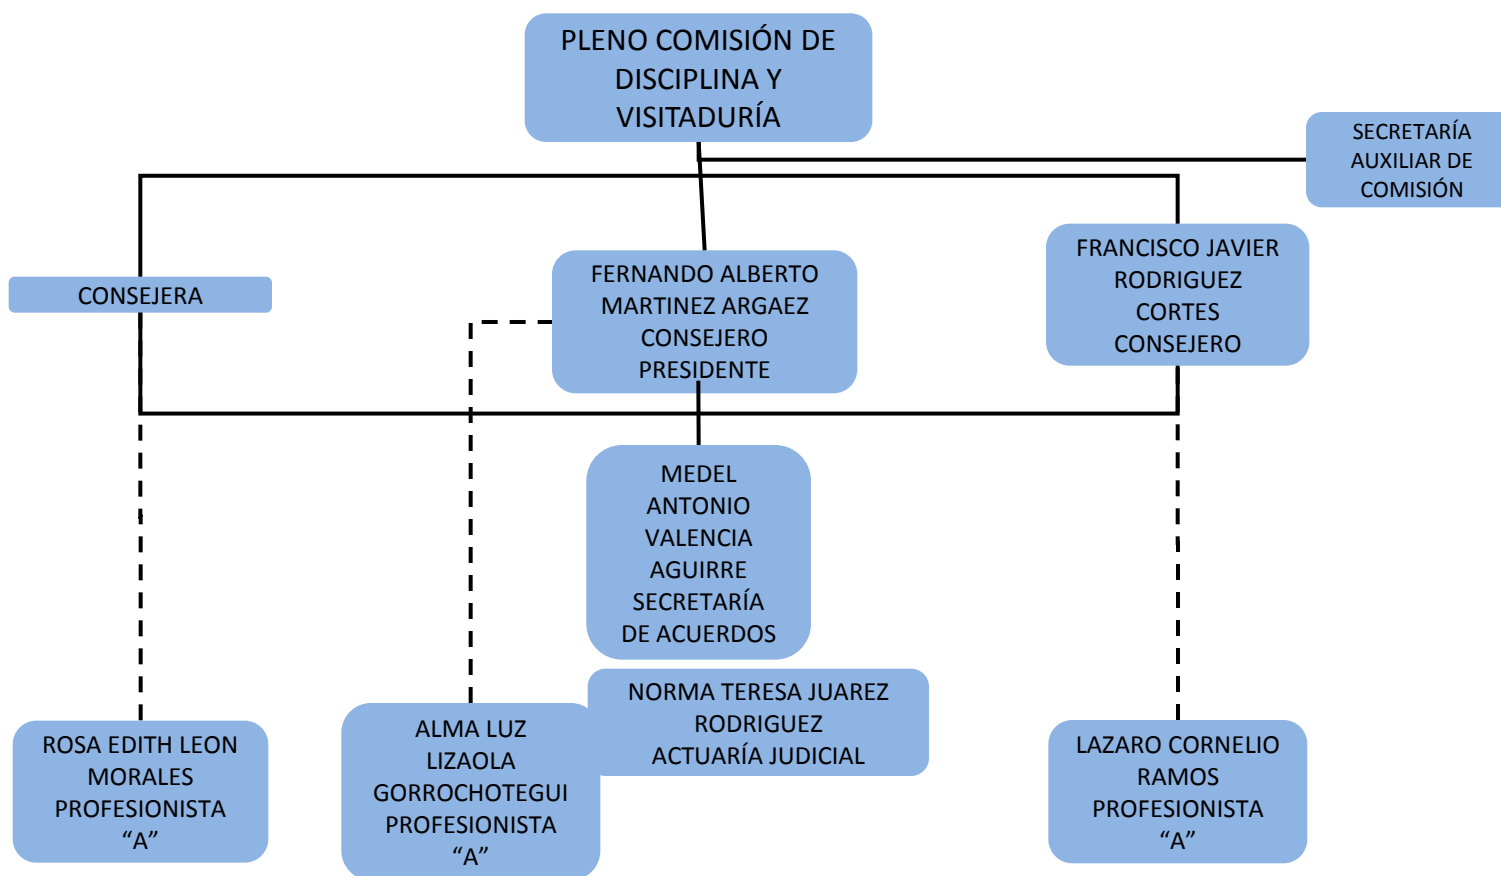 PLENO COMISIÓN DE
DISCIPLINA Y
VISITADURÍA
SECRETARÍA
AUXILIAR DE
COMISIÓN
CONSEJERA
FERNANDO ALBERTO
MARTINEZ ARGAEZ
CONSEJERO
PRESIDENTE
FRANCISCO JAVIER
RODRIGUEZ
CORTES
CONSEJERO
MEDEL
ANTONIO
VALENCIA
AGUIRRE
SECRETARÍA
DE ACUERDOS
NORMA TERESA JUAREZ
RODRIGUEZ
ACTUARÍA JUDICIAL
ROSA EDITH LEON
MORALES
PROFESIONISTA
“A”
ALMA LUZ
LIZAOLA
GORROCHOTEGUI
PROFESIONISTA
“A”
LAZARO CORNELIO
RAMOS
PROFESIONISTA
“A”